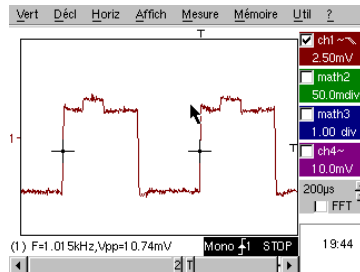 Vert Décl Horiz Affich Mesure Mémoire Util ?
T
ch1 ~
2.50mV
math2
50.0mdiv
math3
1.00 div
ch4~
10.0mV
1
T
200µs
FFT
(1) F=1.015kHz,Vpp=10.74mV Mono 1 STOP 19:44
2 T